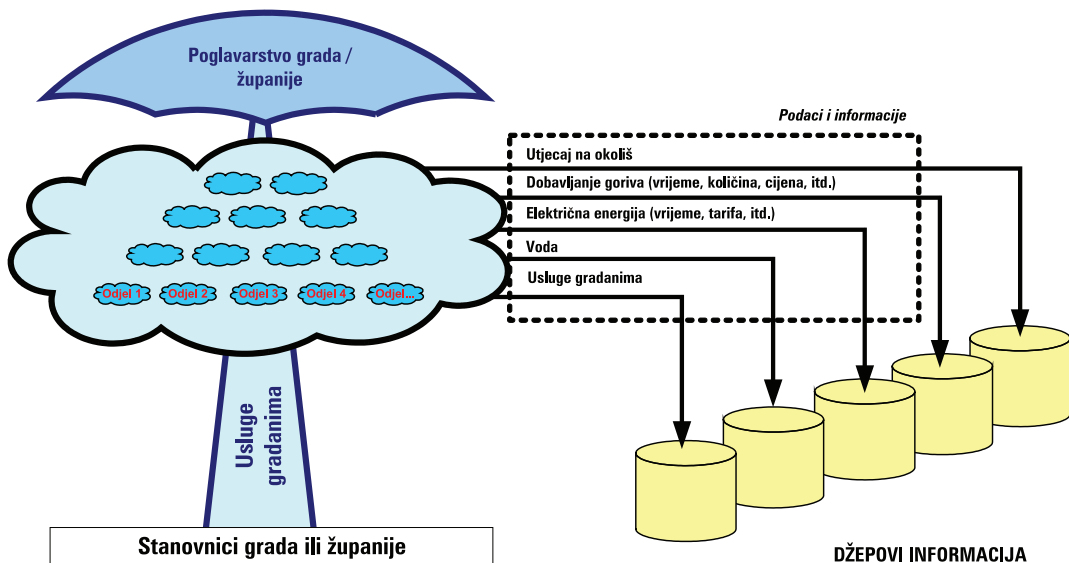 Poglavarstvo grada /
županije
Podaci i informacije
Utjecaj na okoliš
Dobavljanje goriva (vrijeme, količina, cijena, itd.)
Električna energija (vrijeme, tarifa, itd.)
Voda
Usluge gradanima
Odjel 1 Odjel 2 Odjel 3 Odjel 4 Odjel...
Usluge
gradanima
Stanovnici grada ili županije
DŽEPOVI INFORMACIJA